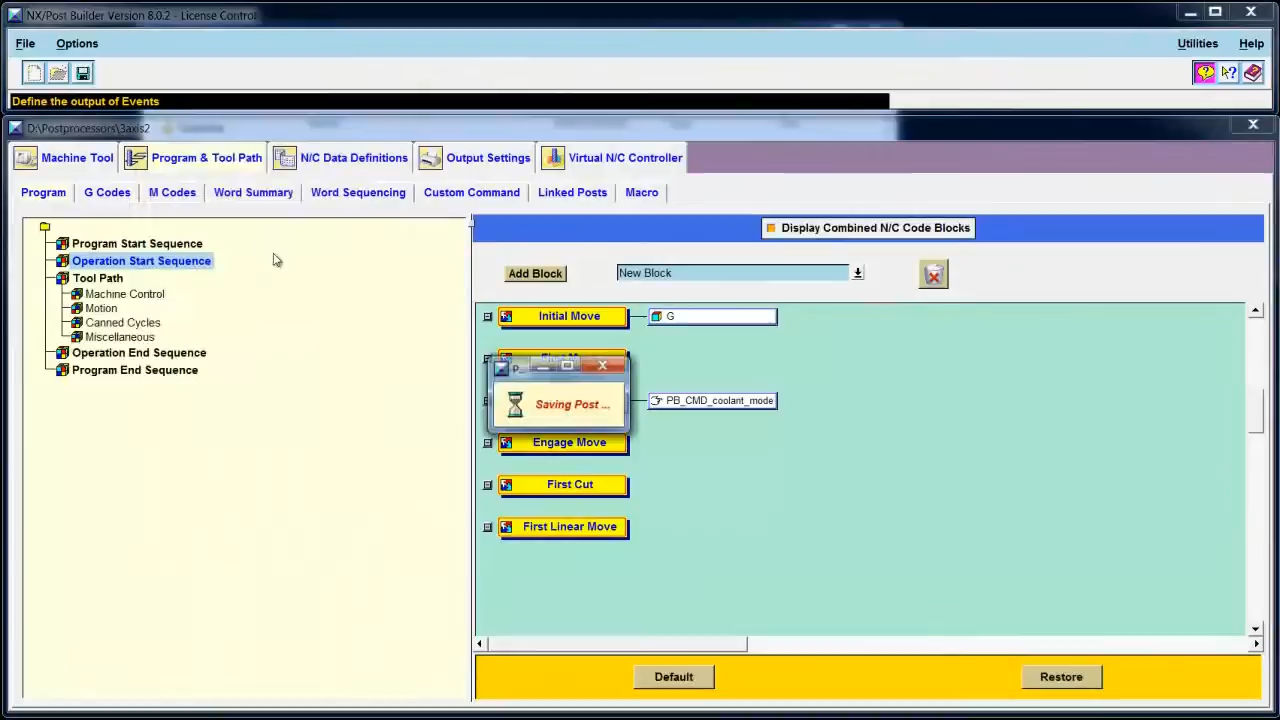 NX/Post Builder Version 8.0.2 - License Control
File Options Utilities Help
Define the output of Events
D:\Postprocessors\3axis2
Machine Tool Program & Tool Path N/C Data Definitions Output Settings Virtual N/C Controller
Program G Codes M Codes Word Summary Word Sequencing Custom Command Linked Posts Macro
Display Combined N/C Code Blocks
Add Block New Block
Program Start Sequence
Operation Start Sequence
Tool Path
Machine Control
Motion
Canned Cycles
Miscellaneous
Operation End Sequence
Program End Sequence
Initial Move G
Saving Post ...
PB_CMD_coolant_mode
Engage Move
First Cut
First Linear Move
Default Restore